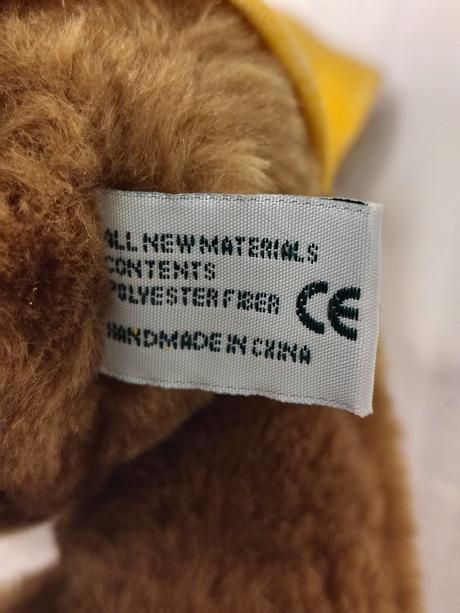 ALL NEW MATERIALS
CONTENTS
POLYESTER FIBER
CE
HANDMADE IN CHINA